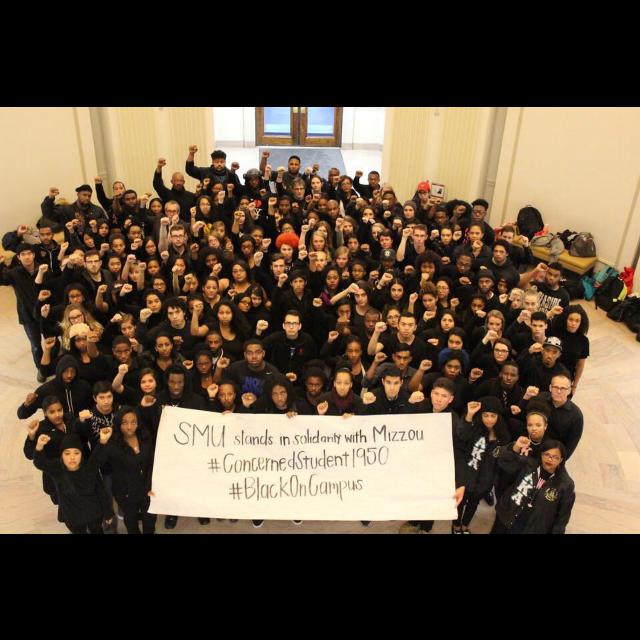 SMU stands in solidarity with Mizzou
#ConcernedStudent1950
#BlackOnCampus